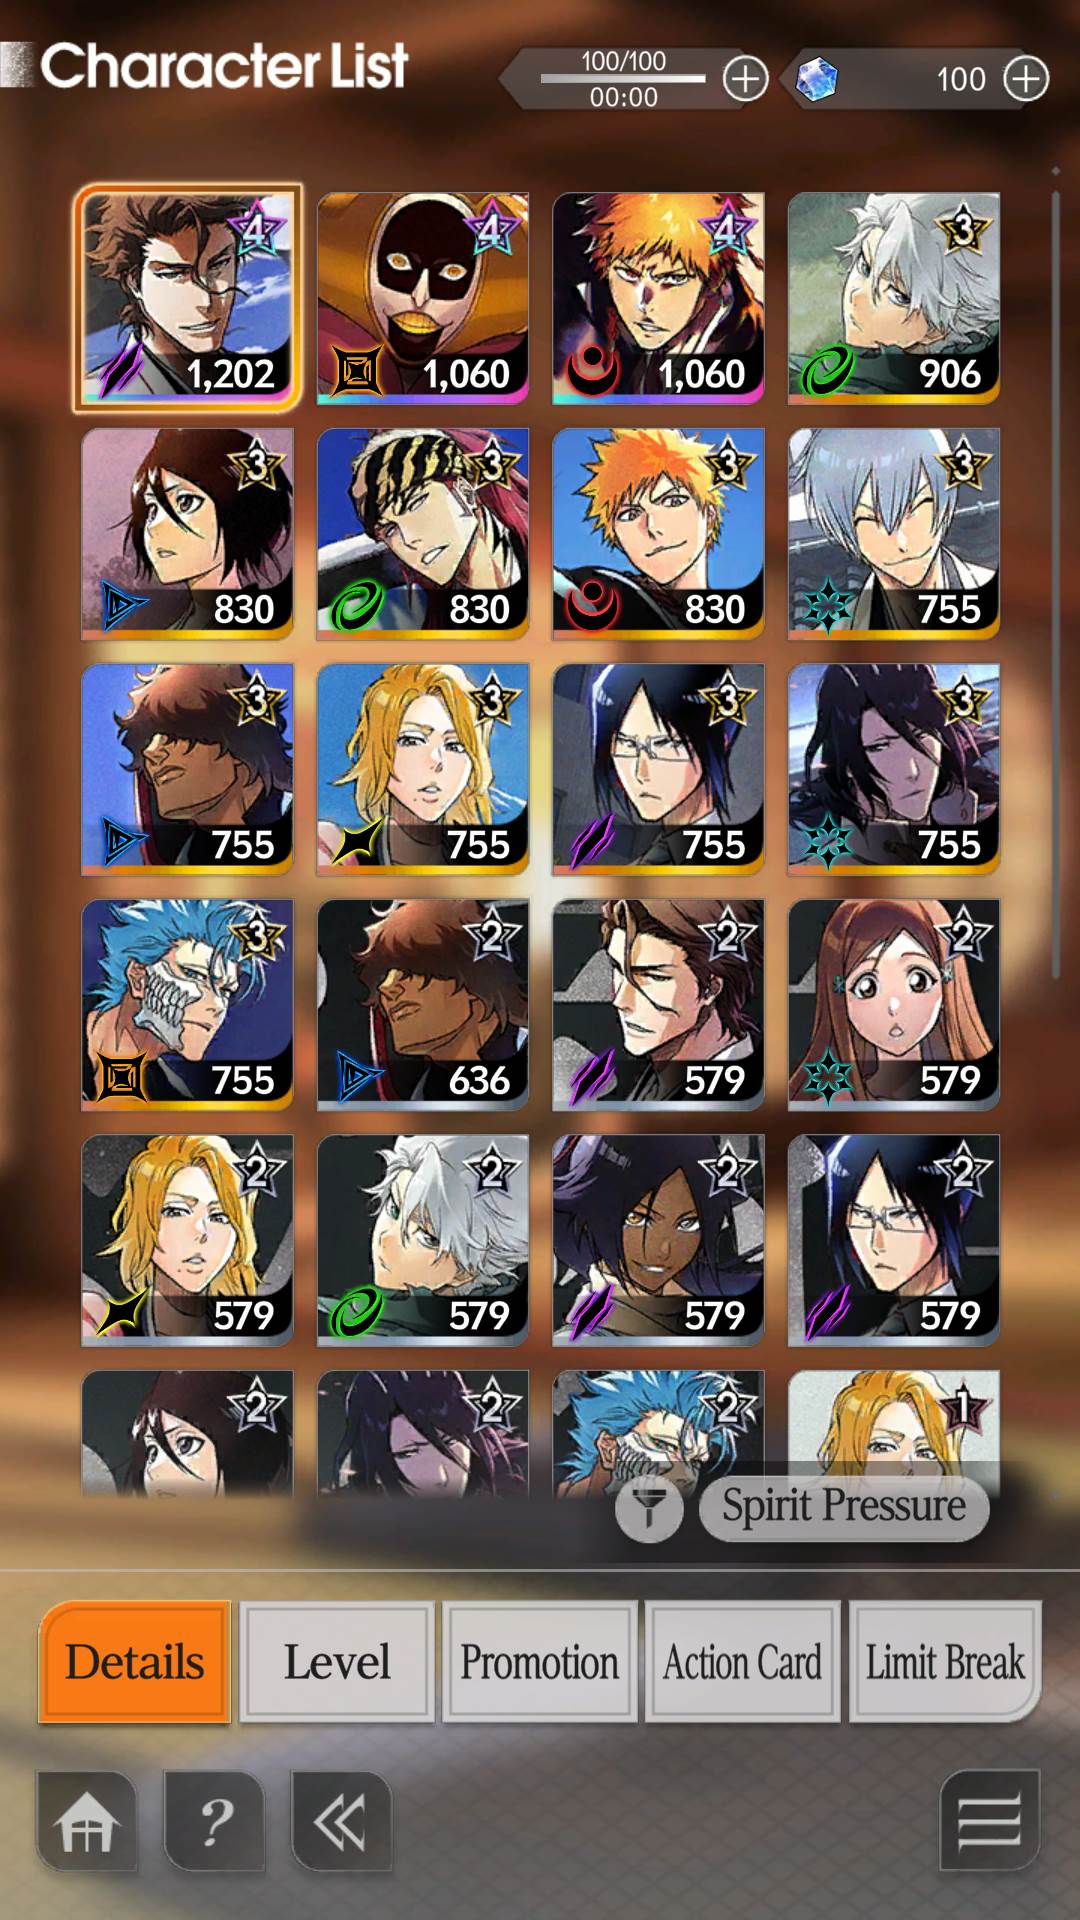 Character List
100/100
00:00
100
4 4 4 3
1,202 1,060 1,060 906
3 3 3 3
830 830 830 755
3 3 3 3
755 755 755 755
3 2 2 2
755 636 579 579
2 2 2 2
579 579 579 579
2 2 2 1
Spirit Pressure
Details Level Promotion Action Card Limit Break
?